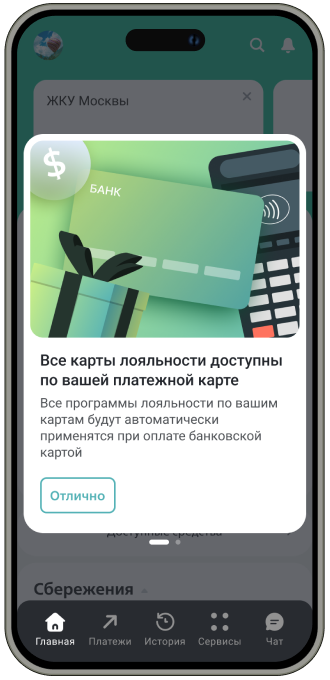 ЖКУ Москвы
БАНК
Все карты лояльности доступны
по вашей платежной карте
Все программы лояльности по вашим
картам будут автоматически
применятся при оплате банковской
картой
Отлично
Доступные средства
Сбережения
Главная Платежи История Сервисы Чат